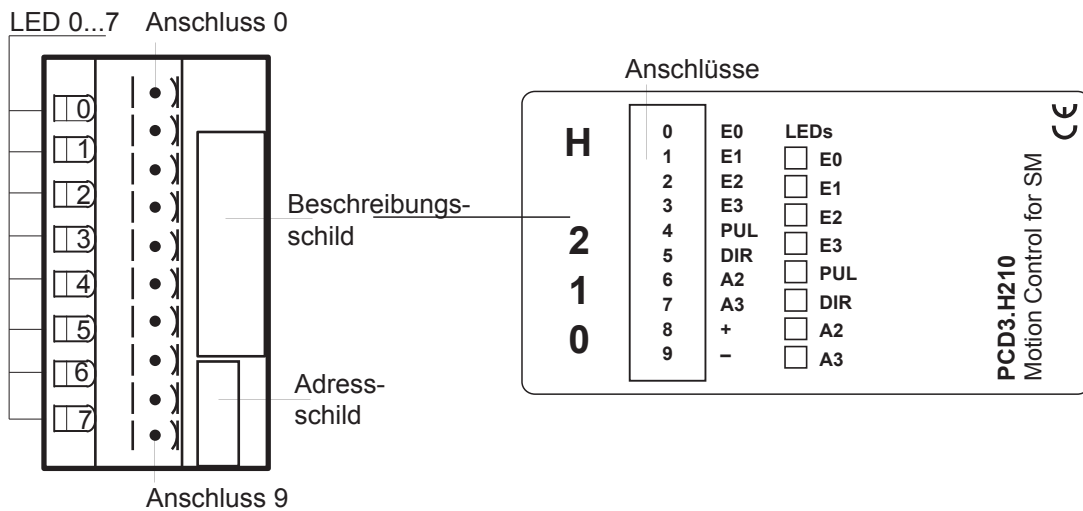 LED 0...7 Anschluss 0
0
1
2
3
4
5
6
7
Beschreibungs-
schild
Adress-
schild
Anschluss 9
Anschlüsse
H
2
1
0
0 E0 LEDs
1 E1 E0
2 E2 E1
3 E3 E2
4 PUL E3
5 DIR PUL
6 A2 DIR
7 A3 A2
8 + A3
9 –
PCD3.H210
Motion Control for SM
CE